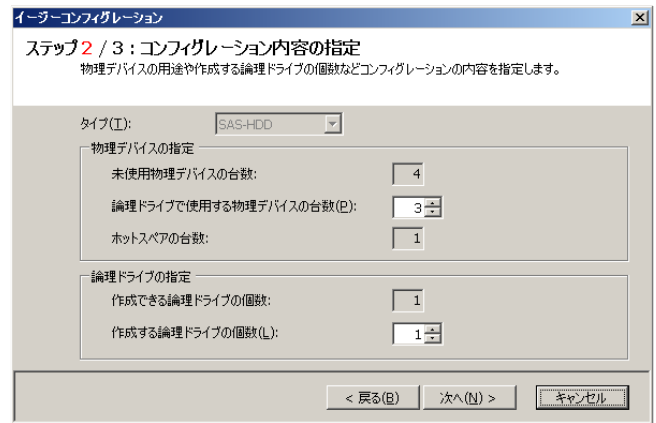 イージーコンフィグレーション
ステップ2 / 3 : コンフィグレーション内容の指定
物理デバイスの用途や作成する論理ドライブの個数などコンフィグレーションの内容を指定します。
タイプ(T): SAS-HDD
物理デバイスの指定
未使用物理デバイスの台数: 4
論理ドライブで使用する物理デバイスの台数(P): 3
ホットスペアの台数: 1
論理ドライブの指定
作成できる論理ドライブの個数: 1
作成する論理ドライブの個数(L): 1
< 戻る(B) 次へ(N) > キャンセル